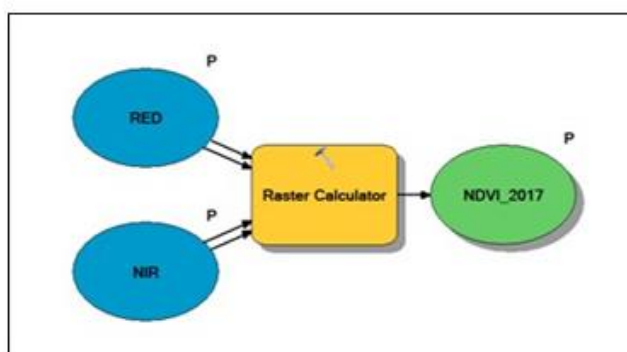 P
RED
P
NIR
Raster Calculator
P
NDVI_2017